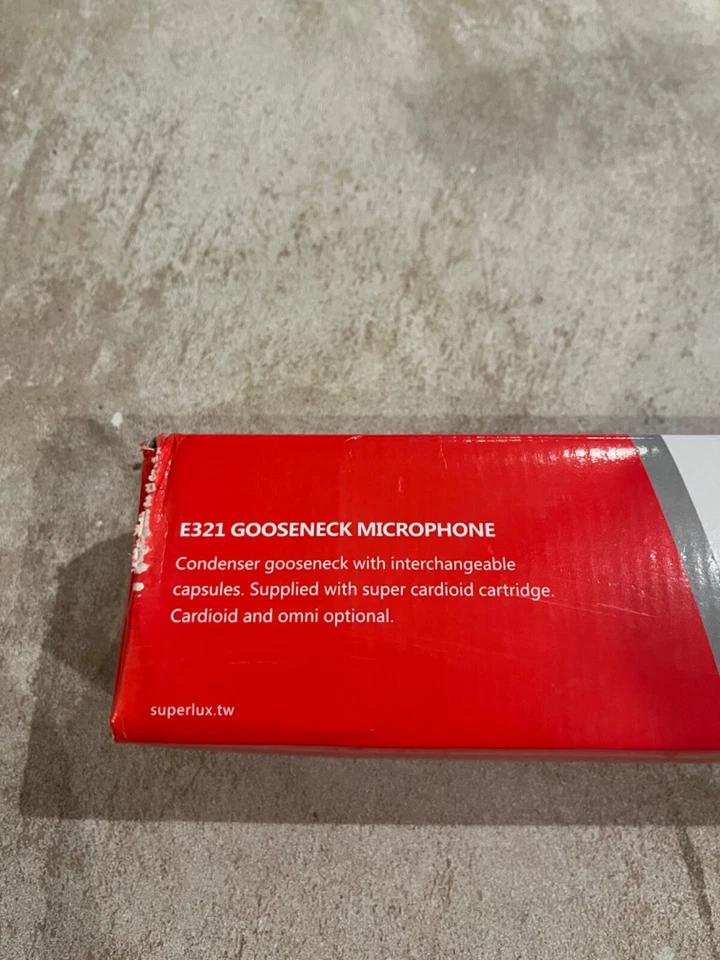 E321 GOOSENECK MICROPHONE
Condenser gooseneck with interchangeable
capsules. Supplied with super cardioid cartridge.
Cardioid and omni optional.
superlux.tw